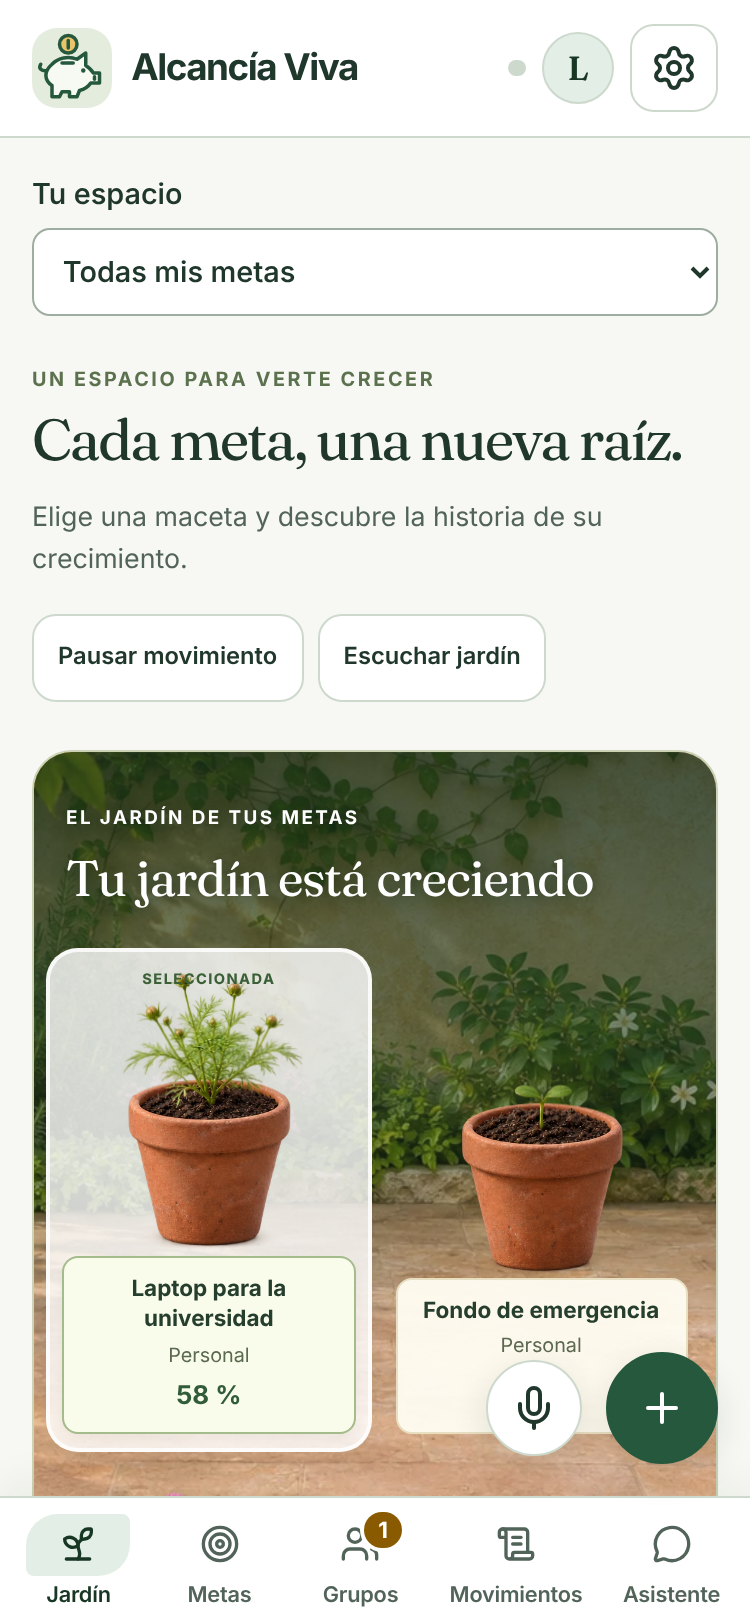 Alcancía Viva
L
Tu espacio
Todas mis metas
UN ESPACIO PARA VERTE CRECER
Cada meta, una nueva raíz.
Elige una maceta y descubre la historia de su
crecimiento.
Pausar movimiento
Escuchar jardín
EL JARDÍN DE TUS METAS
Tu jardín está creciendo
SELECCIONADA
Laptop para la
universidad
Personal
58 %
Fondo de emergencia
Personal
1
Jardín
Metas
Grupos
Movimientos
Asistente